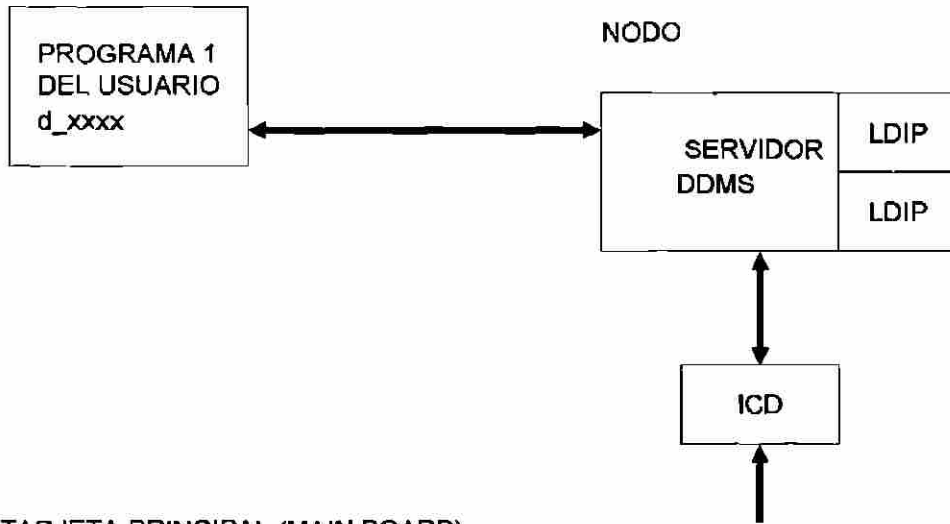 PROGRAMA 1
DEL USUARIO
d_xxxx
NODO
SERVIDOR
DDMS
LDIP
LDIP
ICD
TARJETA PRINCIPAL (MAIN BOARD)